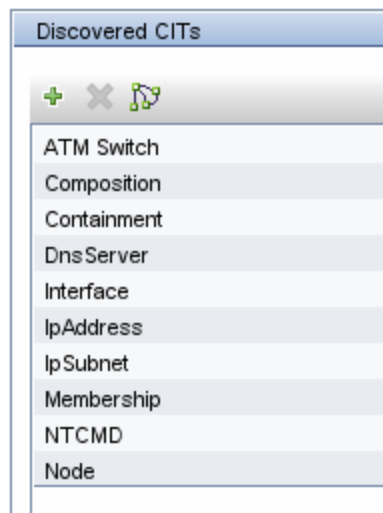 Discovered CITs
ATM Switch
Composition
Containment
DnsServer
Interface
IpAddress
IpSubnet
Membership
NTCMD
Node